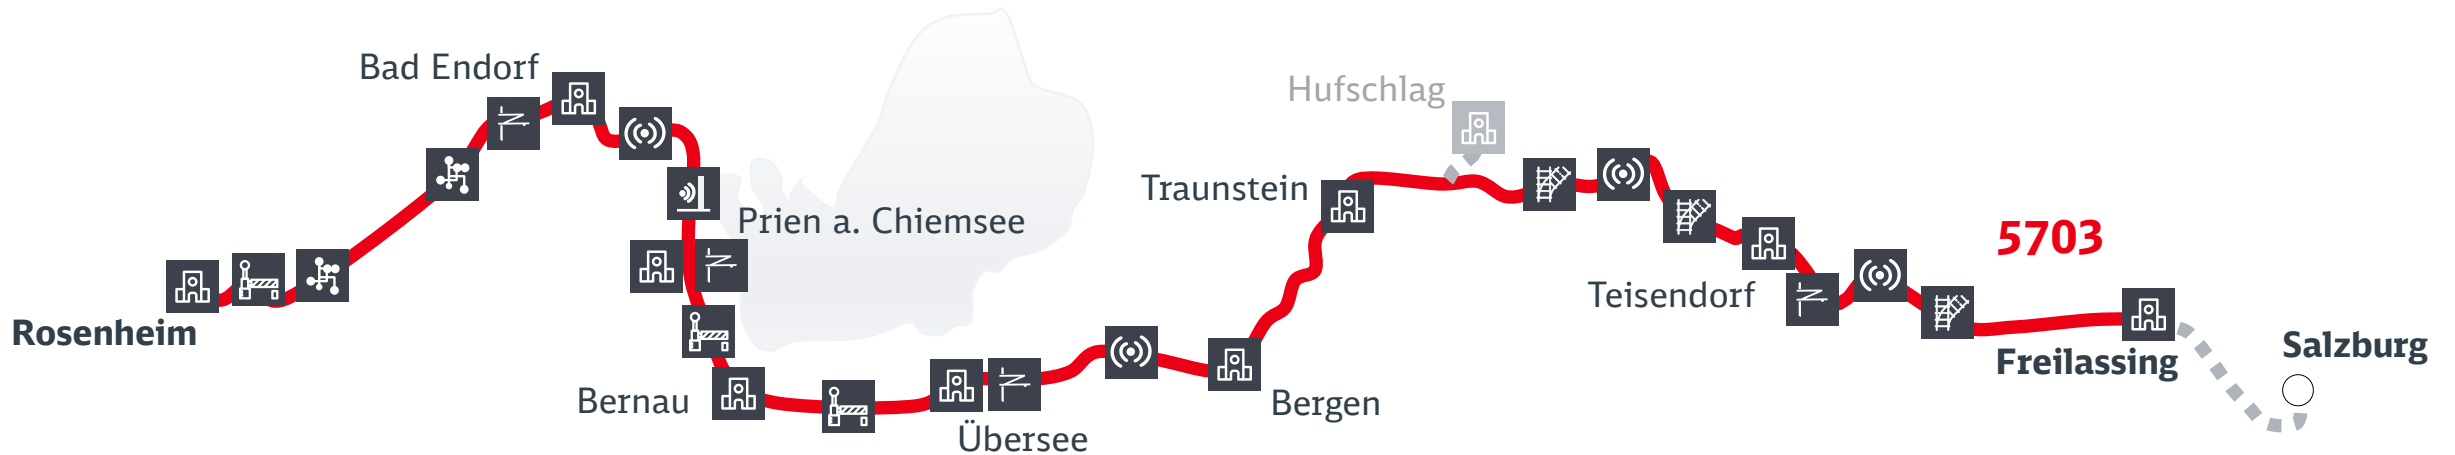 Bad Endorf
Hufschlag
Traunstein
Prien a. Chiemsee
5703
Teisendorf
Rosenheim
Salzburg
Freilassing
Bernau
Bergen
Übersee